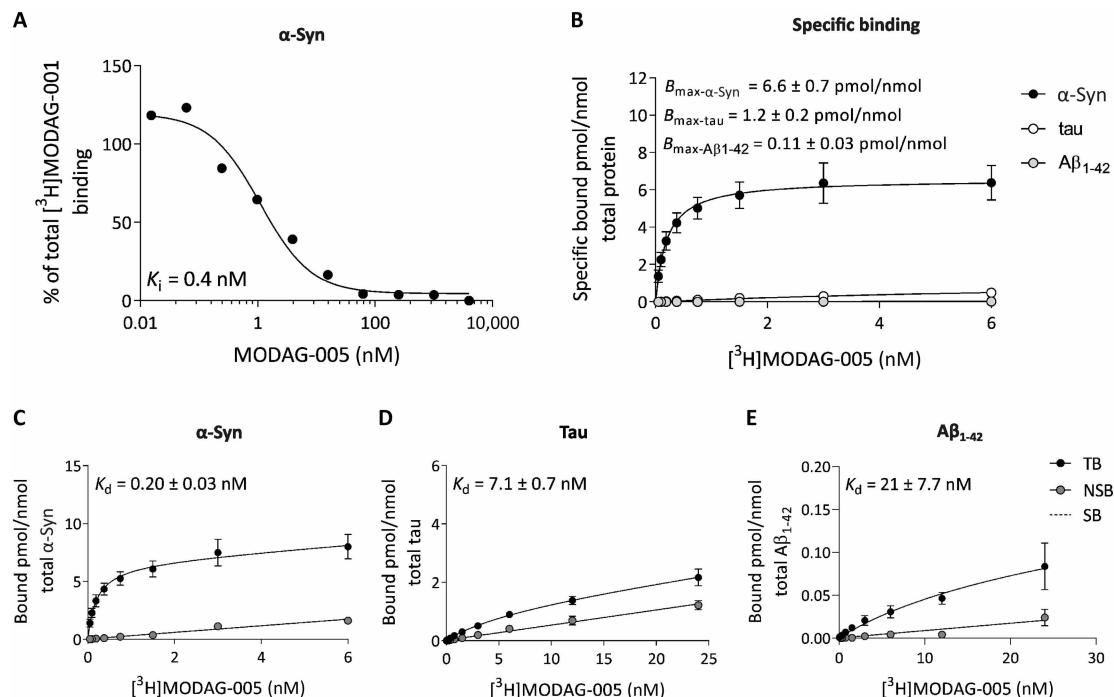 A
α-Syn
% of total [³H]MODAG-001
binding
150
100
50
0
Kᵢ = 0.4 nM
0.01
1
100
10,000
MODAG-005 (nM)
B
Specific binding
Specific bound pmol/nmol
total protein
12
10
8
6
4
2
0
Bmax-α-Syn = 6.6 ± 0.7 pmol/nmol
Bmax-tau = 1.2 ± 0.2 pmol/nmol
Bmax-Aβ1-42 = 0.11 ± 0.03 pmol/nmol
0
2
4
6
[³H]MODAG-005 (nM)
α-Syn
tau
Aβ₁₋₄₂
C
α-Syn
Bound pmol/nmol
total α-Syn
15
10
5
0
Kd = 0.20 ± 0.03 nM
0
2
4
6
[³H]MODAG-005 (nM)
D
Tau
Bound pmol/nmol
total tau
6
4
2
0
Kd = 7.1 ± 0.7 nM
0
5
10
15
20
25
[³H]MODAG-005 (nM)
E
Aβ₁₋₄₂
Bound pmol/nmol
total Aβ₁₋₄₂
0.20
0.15
0.10
0.05
0.00
Kd = 21 ± 7.7 nM
0
10
20
30
[³H]MODAG-005 (nM)
TB
NSB
SB